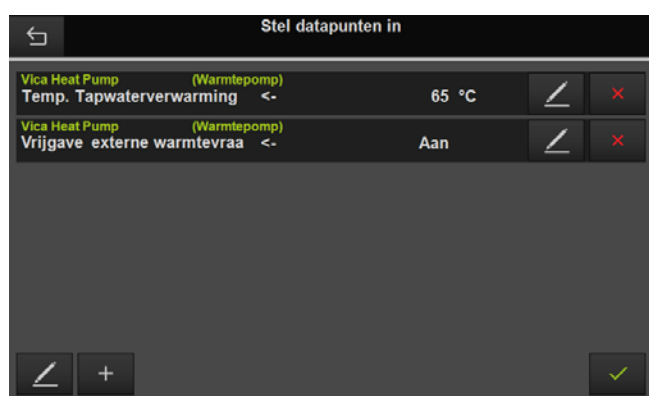 Stel datapunten in
Vica Heat Pump (Warmtepomp)
Temp. Tapwaterverwarming <- 65 °C
Vica Heat Pump (Warmtepomp)
Vrijgave externe warmtevraa <- Aan